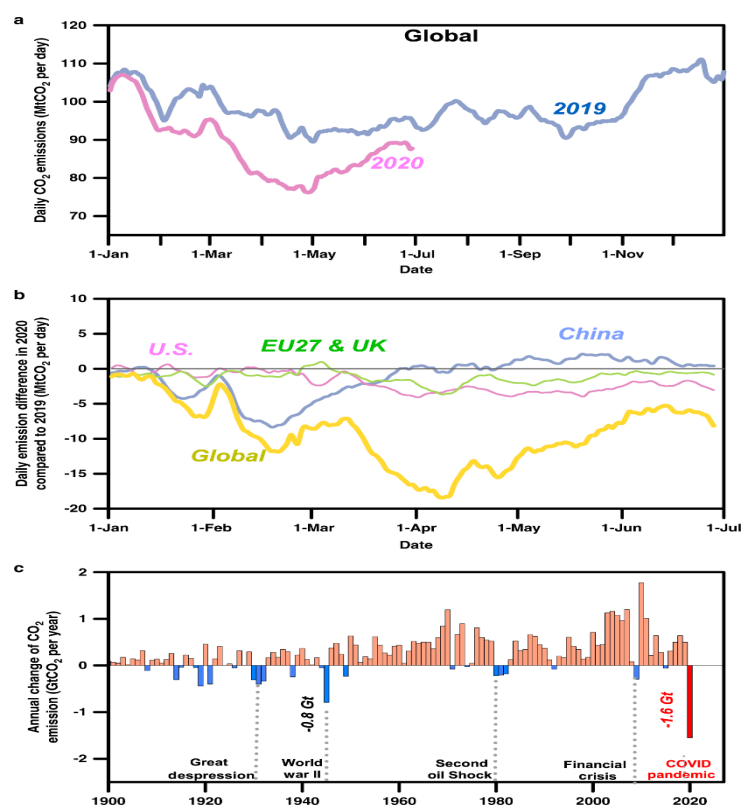 a
Global
Daily CO2 emissions (MtCO2 per day)
120
110
100
90
80
70
2019
2020
1-Jan
1-Mar
1-May
1-Jul
1-Sep
1-Nov
Date
b
Daily emission difference in 2020
compared to 2019 (MtCO2 per day)
10
5
0
-5
-10
-15
-20
U.S.
EU27 & UK
China
Global
1-Jan
1-Feb
1-Mar
1-Apr
1-May
1-Jun
1-Jul
Date
c
Annual change of CO2
emission (GtCO2 per year)
2
1
0
-1
-2
-0.8 Gt
-1.6 Gt
Great
despression
World
war II
Second
oil Shock
Financial
crisis
COVID
pandemic
1900
1920
1940
1960
1980
2000
2020